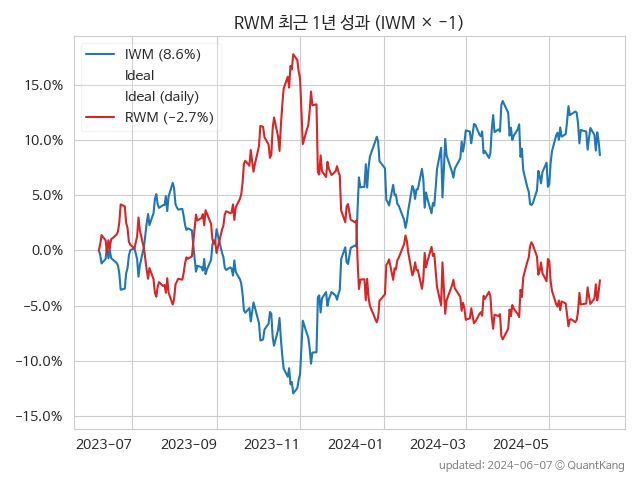 RWM 최근 1년 성과 (IWM × −1)
IWM (8.6%)
Ideal
Ideal (daily)
RWM (−2.7%)
15.0%
10.0%
5.0%
0.0%
−5.0%
−10.0%
−15.0%
2023-07 2023-09 2023-11 2024-01 2024-03 2024-05
updated: 2024-06-07 © QuantKang